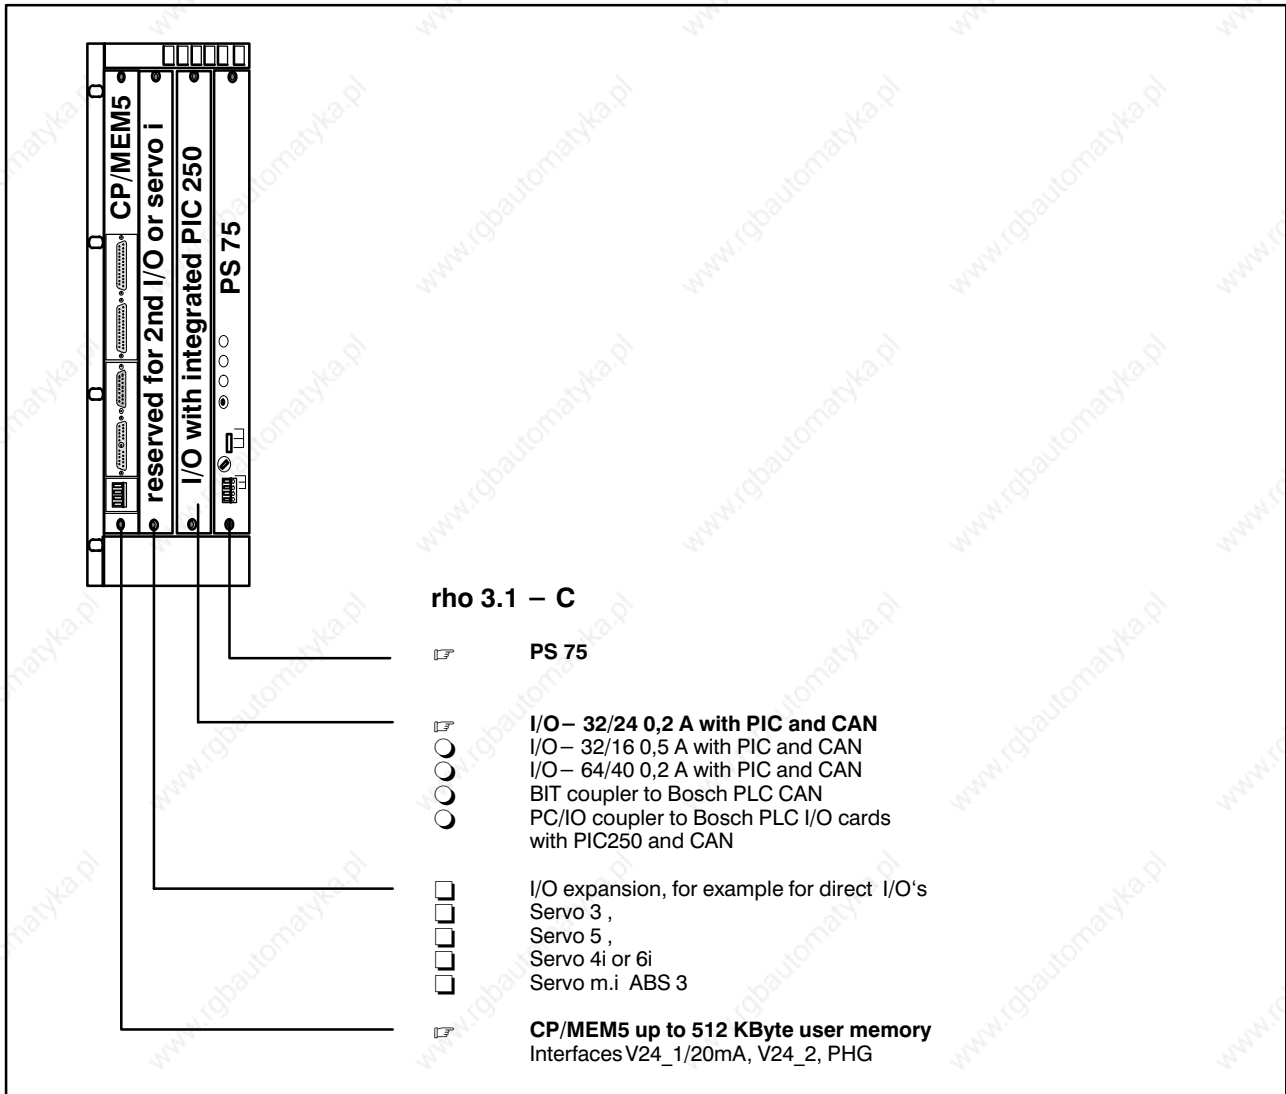 CP/MEM5
reserved for 2nd I/O or servo i
I/O with integrated PIC 250
PS 75
rho 3.1 – C
☞ PS 75
☞ I/O – 32/24 0,2 A with PIC and CAN
I/O – 32/16 0,5 A with PIC and CAN
I/O – 64/40 0,2 A with PIC and CAN
BIT coupler to Bosch PLC CAN
PC/IO coupler to Bosch PLC I/O cards
with PIC250 and CAN
I/O expansion, for example for direct I/O‘s
Servo 3 ,
Servo 5 ,
Servo 4i or 6i
Servo m.i ABS 3
☞ CP/MEM5 up to 512 KByte user memory
Interfaces V24_1/20mA, V24_2, PHG
www.rgbautomatyka.pl